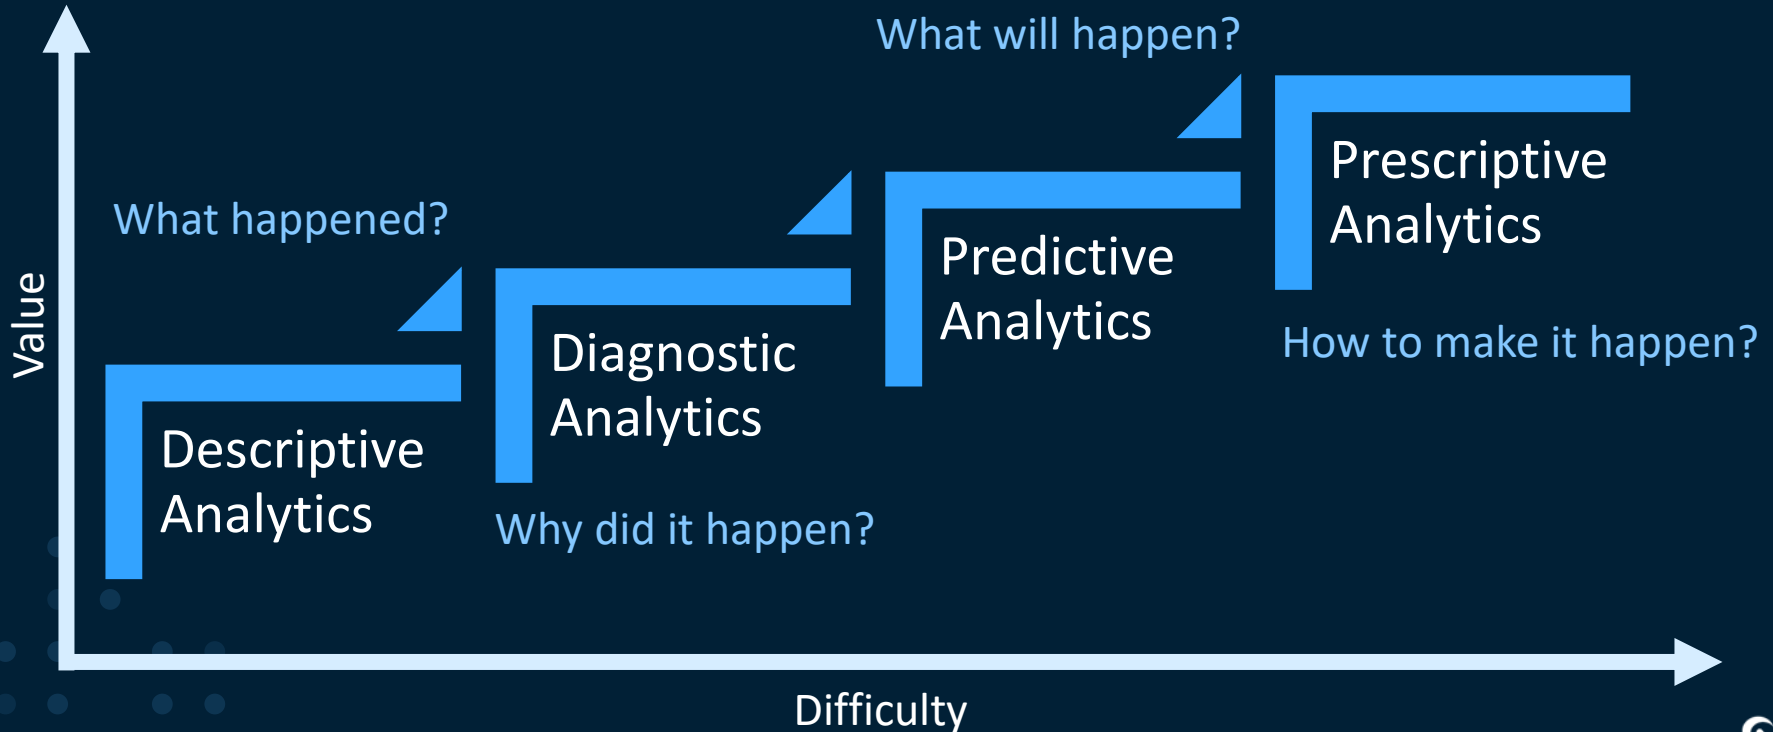 What will happen?
What happened?
Prescriptive
Analytics
Predictive
Analytics
Diagnostic
Analytics
Descriptive
Analytics
How to make it happen?
Why did it happen?
Value
Difficulty